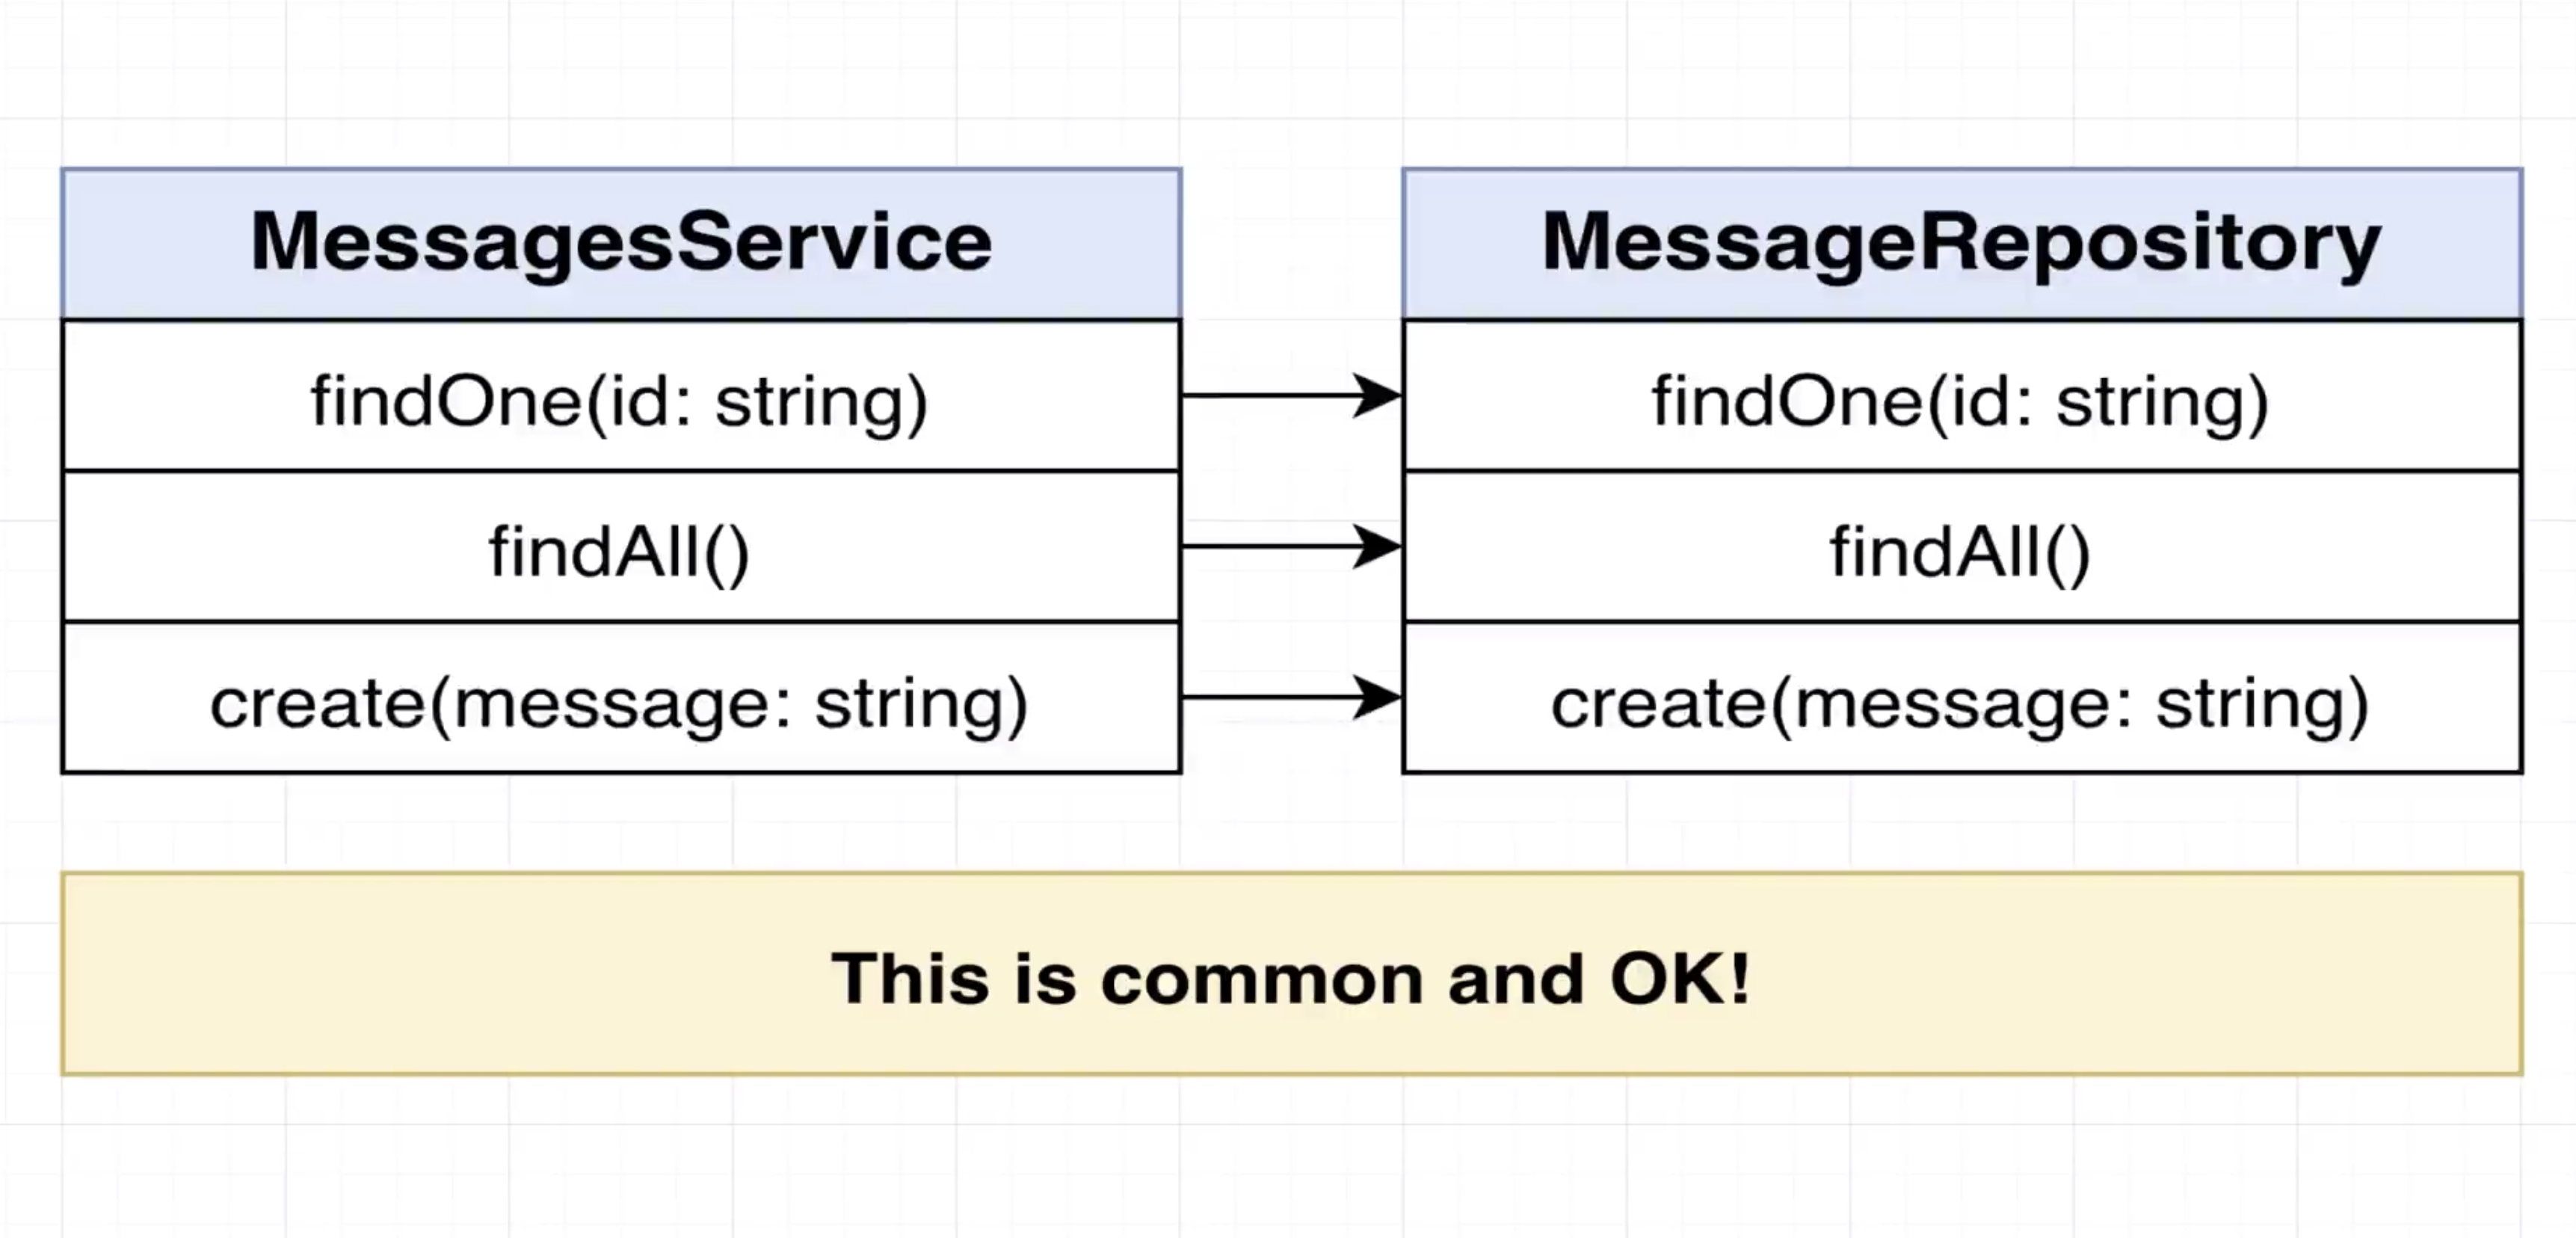 MessagesService
findOne(id: string)
findAll()
create(message: string)
MessageRepository
findOne(id: string)
findAll()
create(message: string)
This is common and OK!